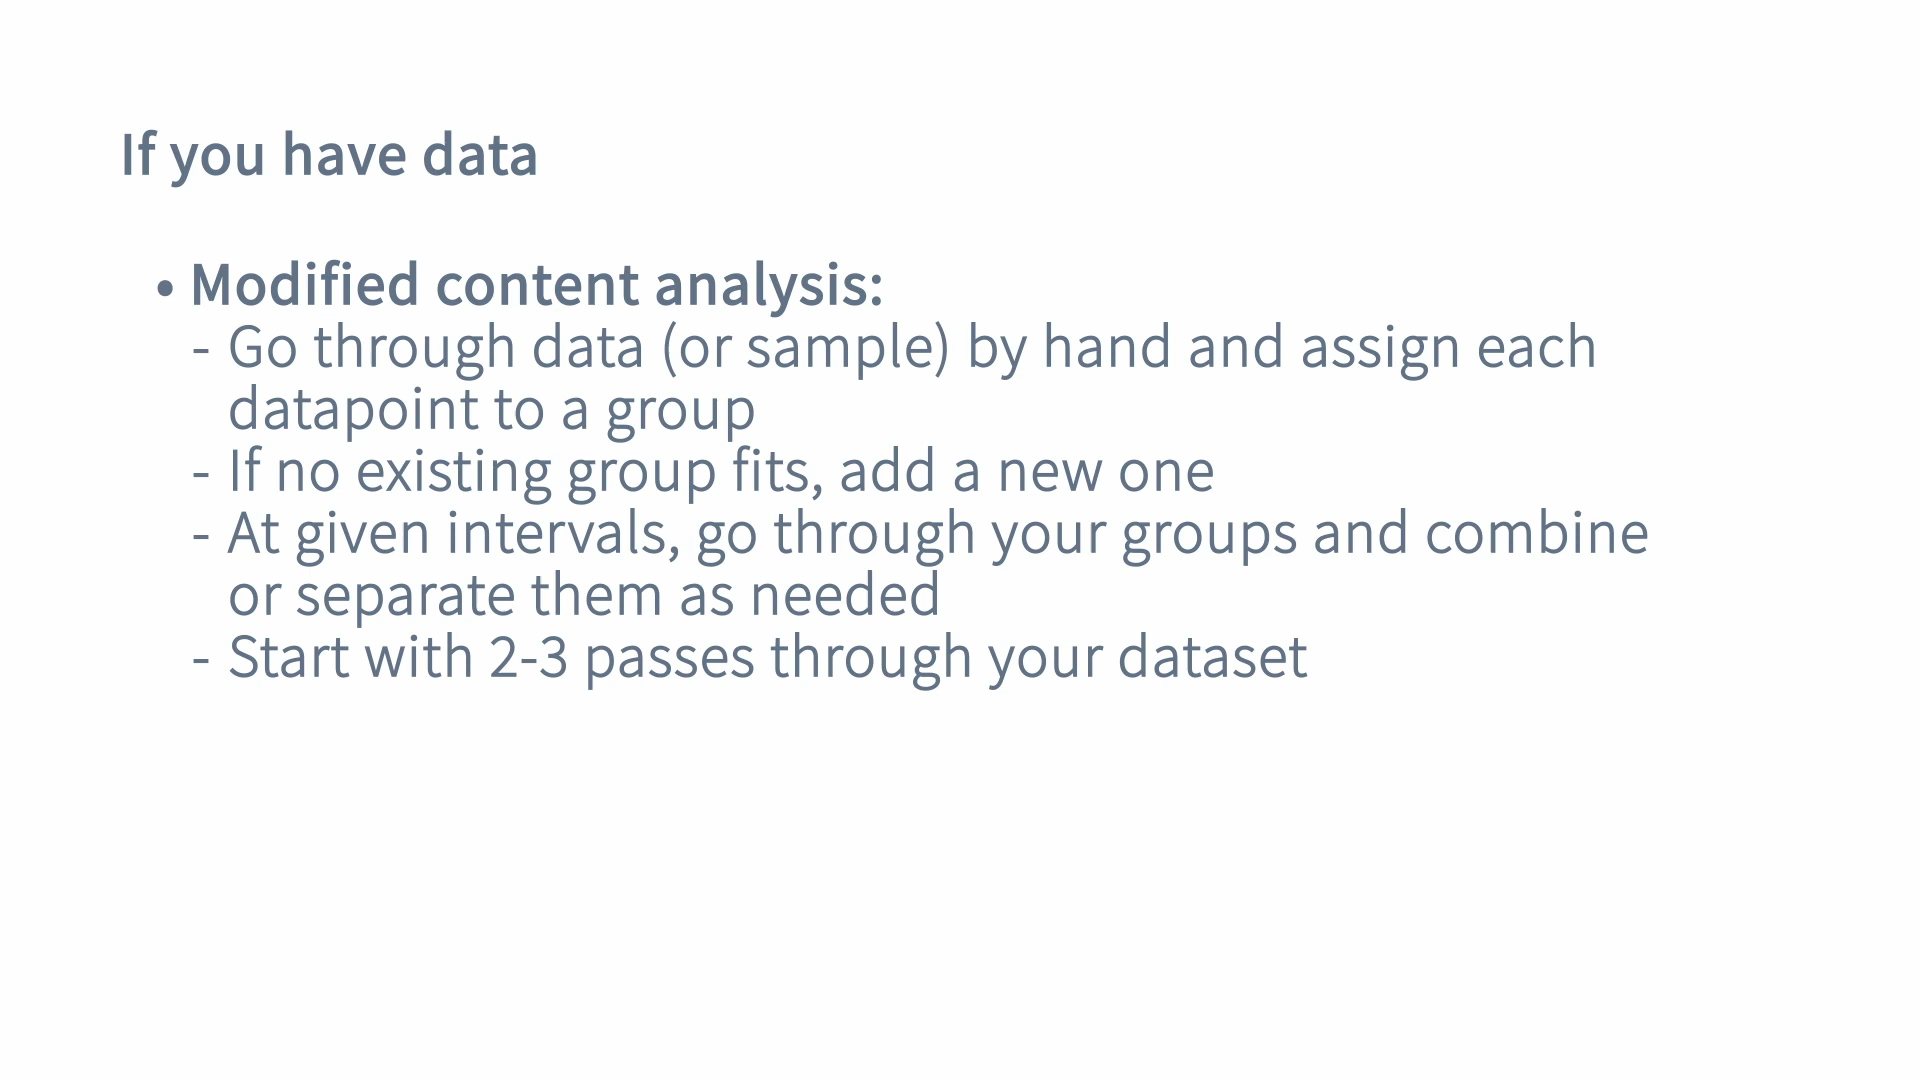 If you have data
• Modified content analysis:
- Go through data (or sample) by hand and assign each
datapoint to a group
- If no existing group fits, add a new one
- At given intervals, go through your groups and combine
or separate them as needed
- Start with 2-3 passes through your dataset